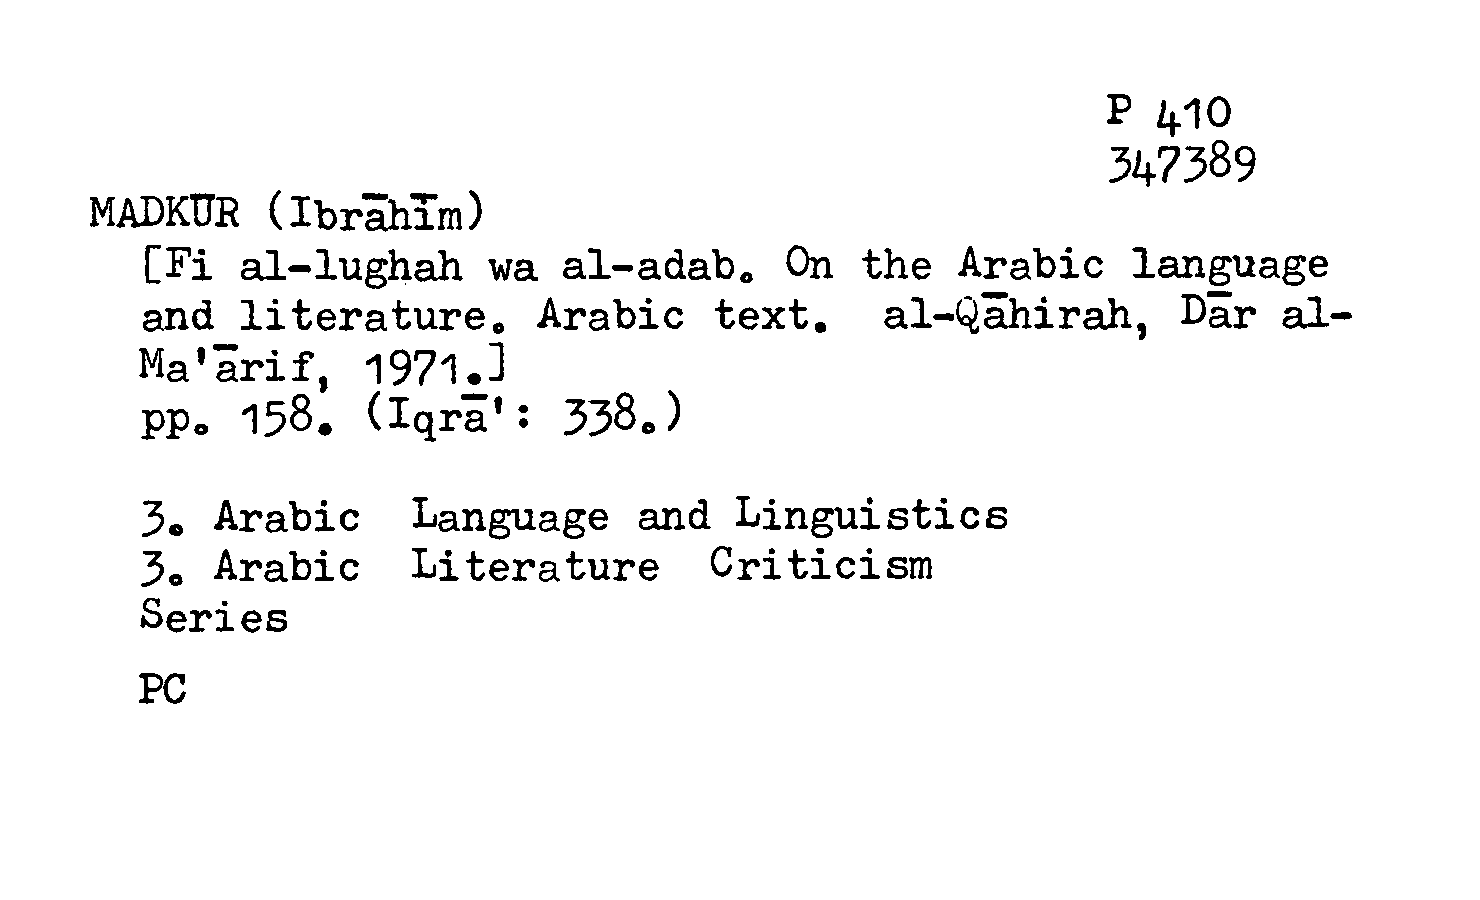 P 410
347389
MADKŪR (Ibrāhīm)
[Fi al-lughah wa al-adab. On the Arabic language
and literature. Arabic text. al-Qāhirah, Dār al-
Ma'ārif, 1971.]
pp. 158. (Iqrā': 338.)
3. Arabic Language and Linguistics
3. Arabic Literature Criticism
Series
PC